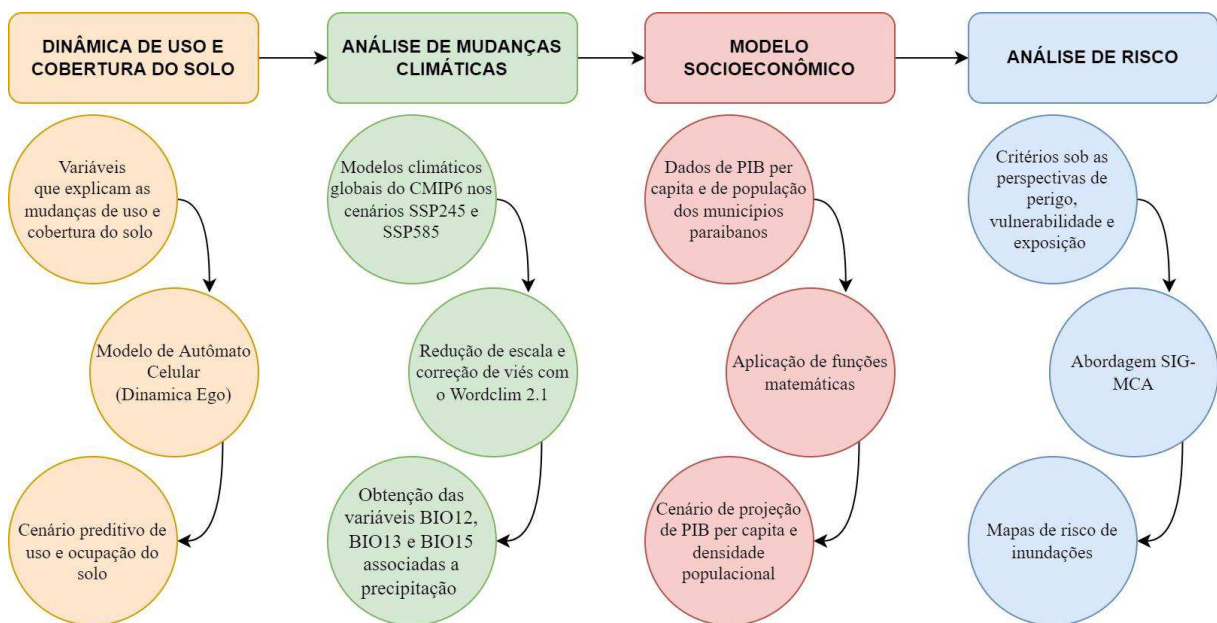 DINÂMICA DE USO E
COBERTURA DO SOLO
ANÁLISE DE MUDANÇAS
CLIMÁTICAS
MODELO
SOCIOECONÔMICO
ANÁLISE DE RISCO
Variáveis
que explicam as
mudanças de uso e
cobertura do solo
Modelos climáticos
globais do CMIP6 nos
cenários SSP245 e
SSP585
Dados de PIB per
capita e de população
dos municípios
paraibanos
Critérios sob as
perspectivas de
perigo,
vulnerabilidade e
exposição
Modelo de Autômato
Celular
(Dinamica Ego)
Redução de escala e
correção de viés com
o Wordclim 2.1
Aplicação de funções
matemáticas
Abordagem SIG-
MCA
Cenário preditivo de
uso e ocupação do
solo
Obtenção das
variáveis BIO12,
BIO13 e BIO15
associadas a
precipitação
Cenário de projeção
de PIB per capita e
densidade
populacional
Mapas de risco de
inundações